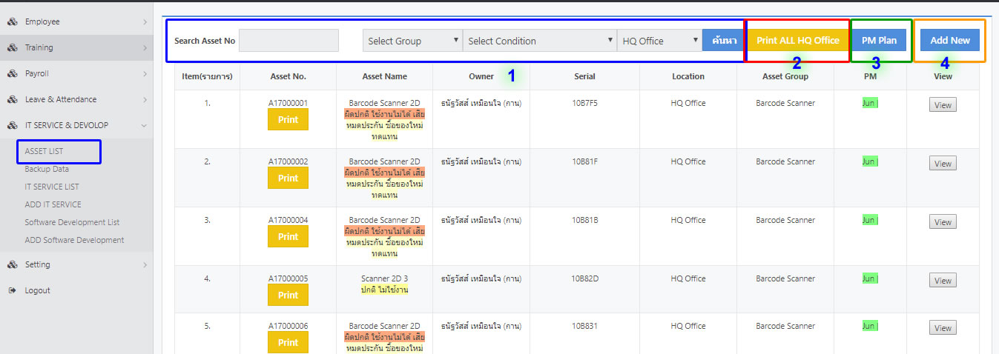 Employee
Training
Payroll
Leave & Attendance
IT SERVICE & DEVOLOP
ASSET LIST
Backup Data
IT SERVICE LIST
ADD IT SERVICE
Software Development List
ADD Software Development
Setting
Logout
Search Asset No Select Group Select Condition HQ Office ค้นหา Print ALL HQ Office PM Plan Add New
1 2 3 4
Item(รายการ) Asset No. Asset Name Owner Serial Location Asset Group PM View
1. A17000001 Barcode Scanner 2D ธนัฐวัสส์ เหมือนใจ (กาน) 10B7F5 HQ Office Barcode Scanner Jun | View
Print ผิดปกติ ใช้งานไม่ได้ เสีย
หมดประกัน ซื้อของใหม่
ทดแทน
2. A17000002 Barcode Scanner 2D ธนัฐวัสส์ เหมือนใจ (กาน) 10B81F HQ Office Barcode Scanner Jun | View
Print ผิดปกติ ใช้งานไม่ได้ เสีย
หมดประกัน ซื้อของใหม่
ทดแทน
3. A17000004 Barcode Scanner 2D ธนัฐวัสส์ เหมือนใจ (กาน) 10B81B HQ Office Barcode Scanner Jun | View
Print ผิดปกติ ใช้งานไม่ได้ เสีย
หมดประกัน ซื้อของใหม่
ทดแทน
4. A17000005 Scanner 2D 3 ธนัฐวัสส์ เหมือนใจ (กาน) 10B82D HQ Office Barcode Scanner Jun | View
Print ปกติ ไม่ใช้งาน
5. A17000006 Barcode Scanner 2D ธนัฐวัสส์ เหมือนใจ (กาน) 10B831 HQ Office Barcode Scanner Jun | View
Print ผิดปกติ ใช้งานไม่ได้ เสีย
หมดประกัน ซื้อของใหม่